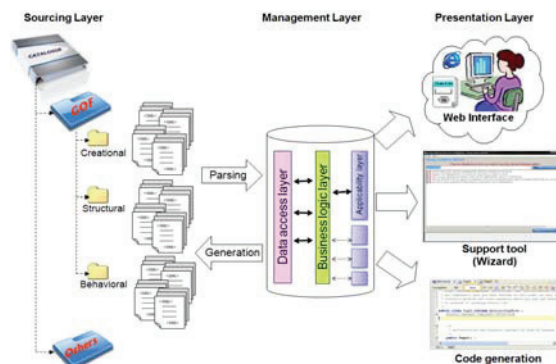 Sourcing Layer
Management Layer
Presentation Layer
CATALOGUE
GOF
Creational
Structural
Behavioral
Others
Parsing
Generation
Data access layer
Business logic layer
Applicability layer
Web Interface
Support tool
(Wizard)
Code generation